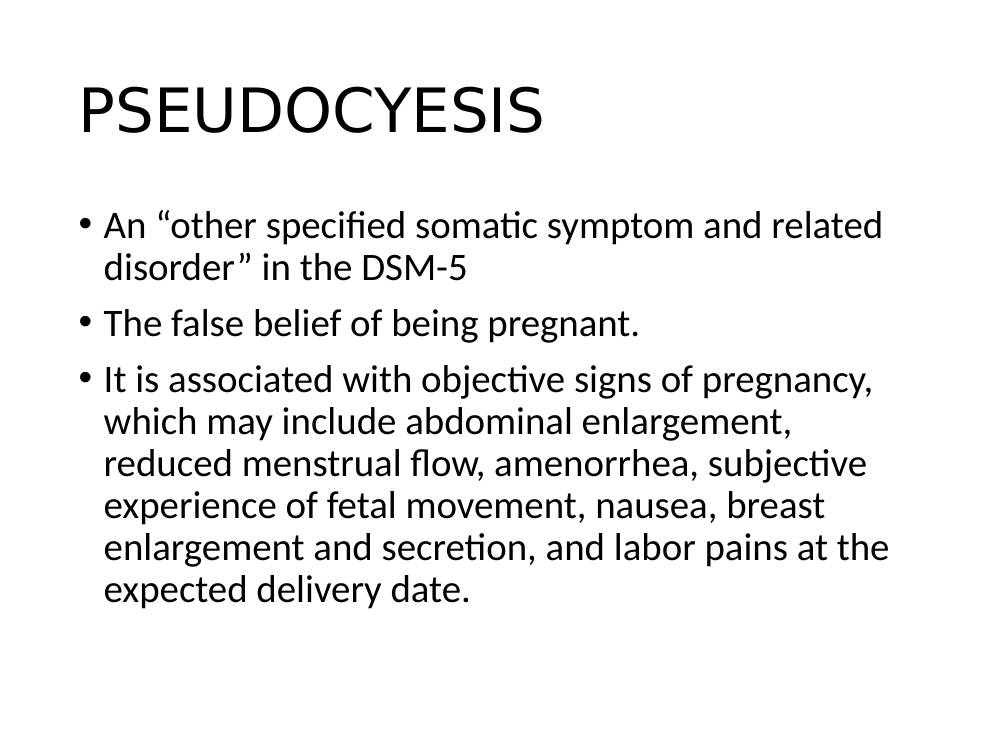 PSEUDOCYESIS
• An “other specified somatic symptom and related
disorder” in the DSM-5
• The false belief of being pregnant.
• It is associated with objective signs of pregnancy,
which may include abdominal enlargement,
reduced menstrual flow, amenorrhea, subjective
experience of fetal movement, nausea, breast
enlargement and secretion, and labor pains at the
expected delivery date.